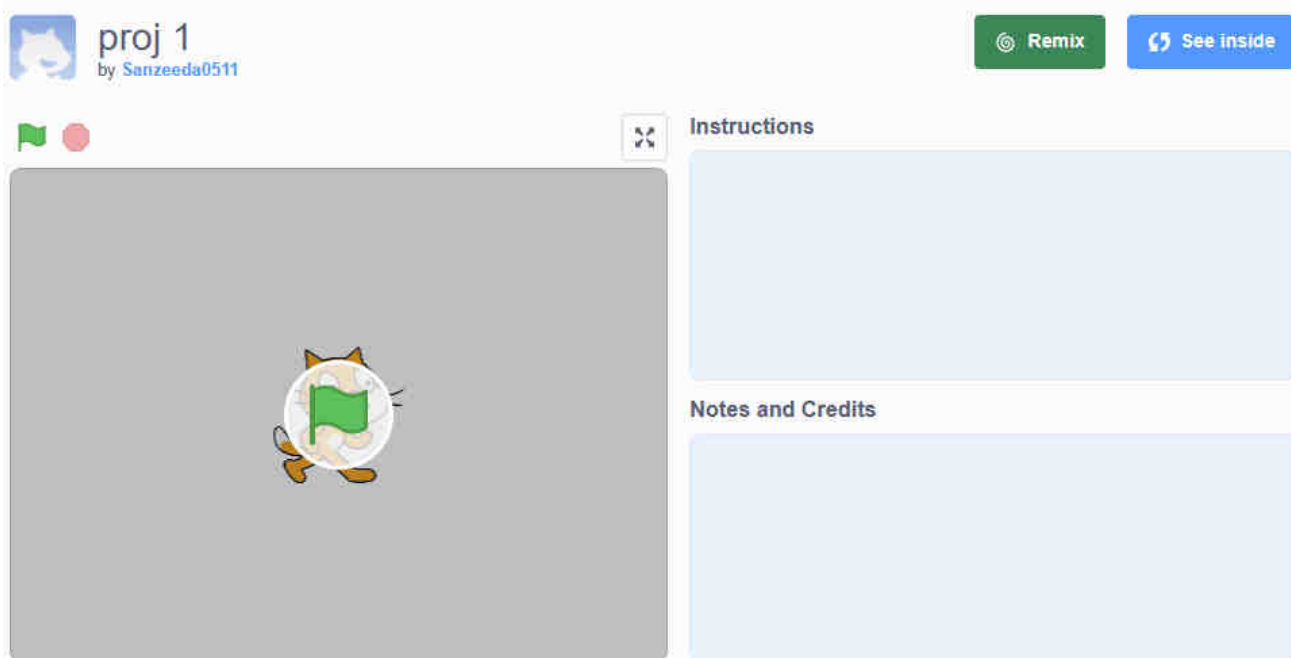 proj 1
by Sanzeeda0511
Remix
See inside
Instructions
Notes and Credits